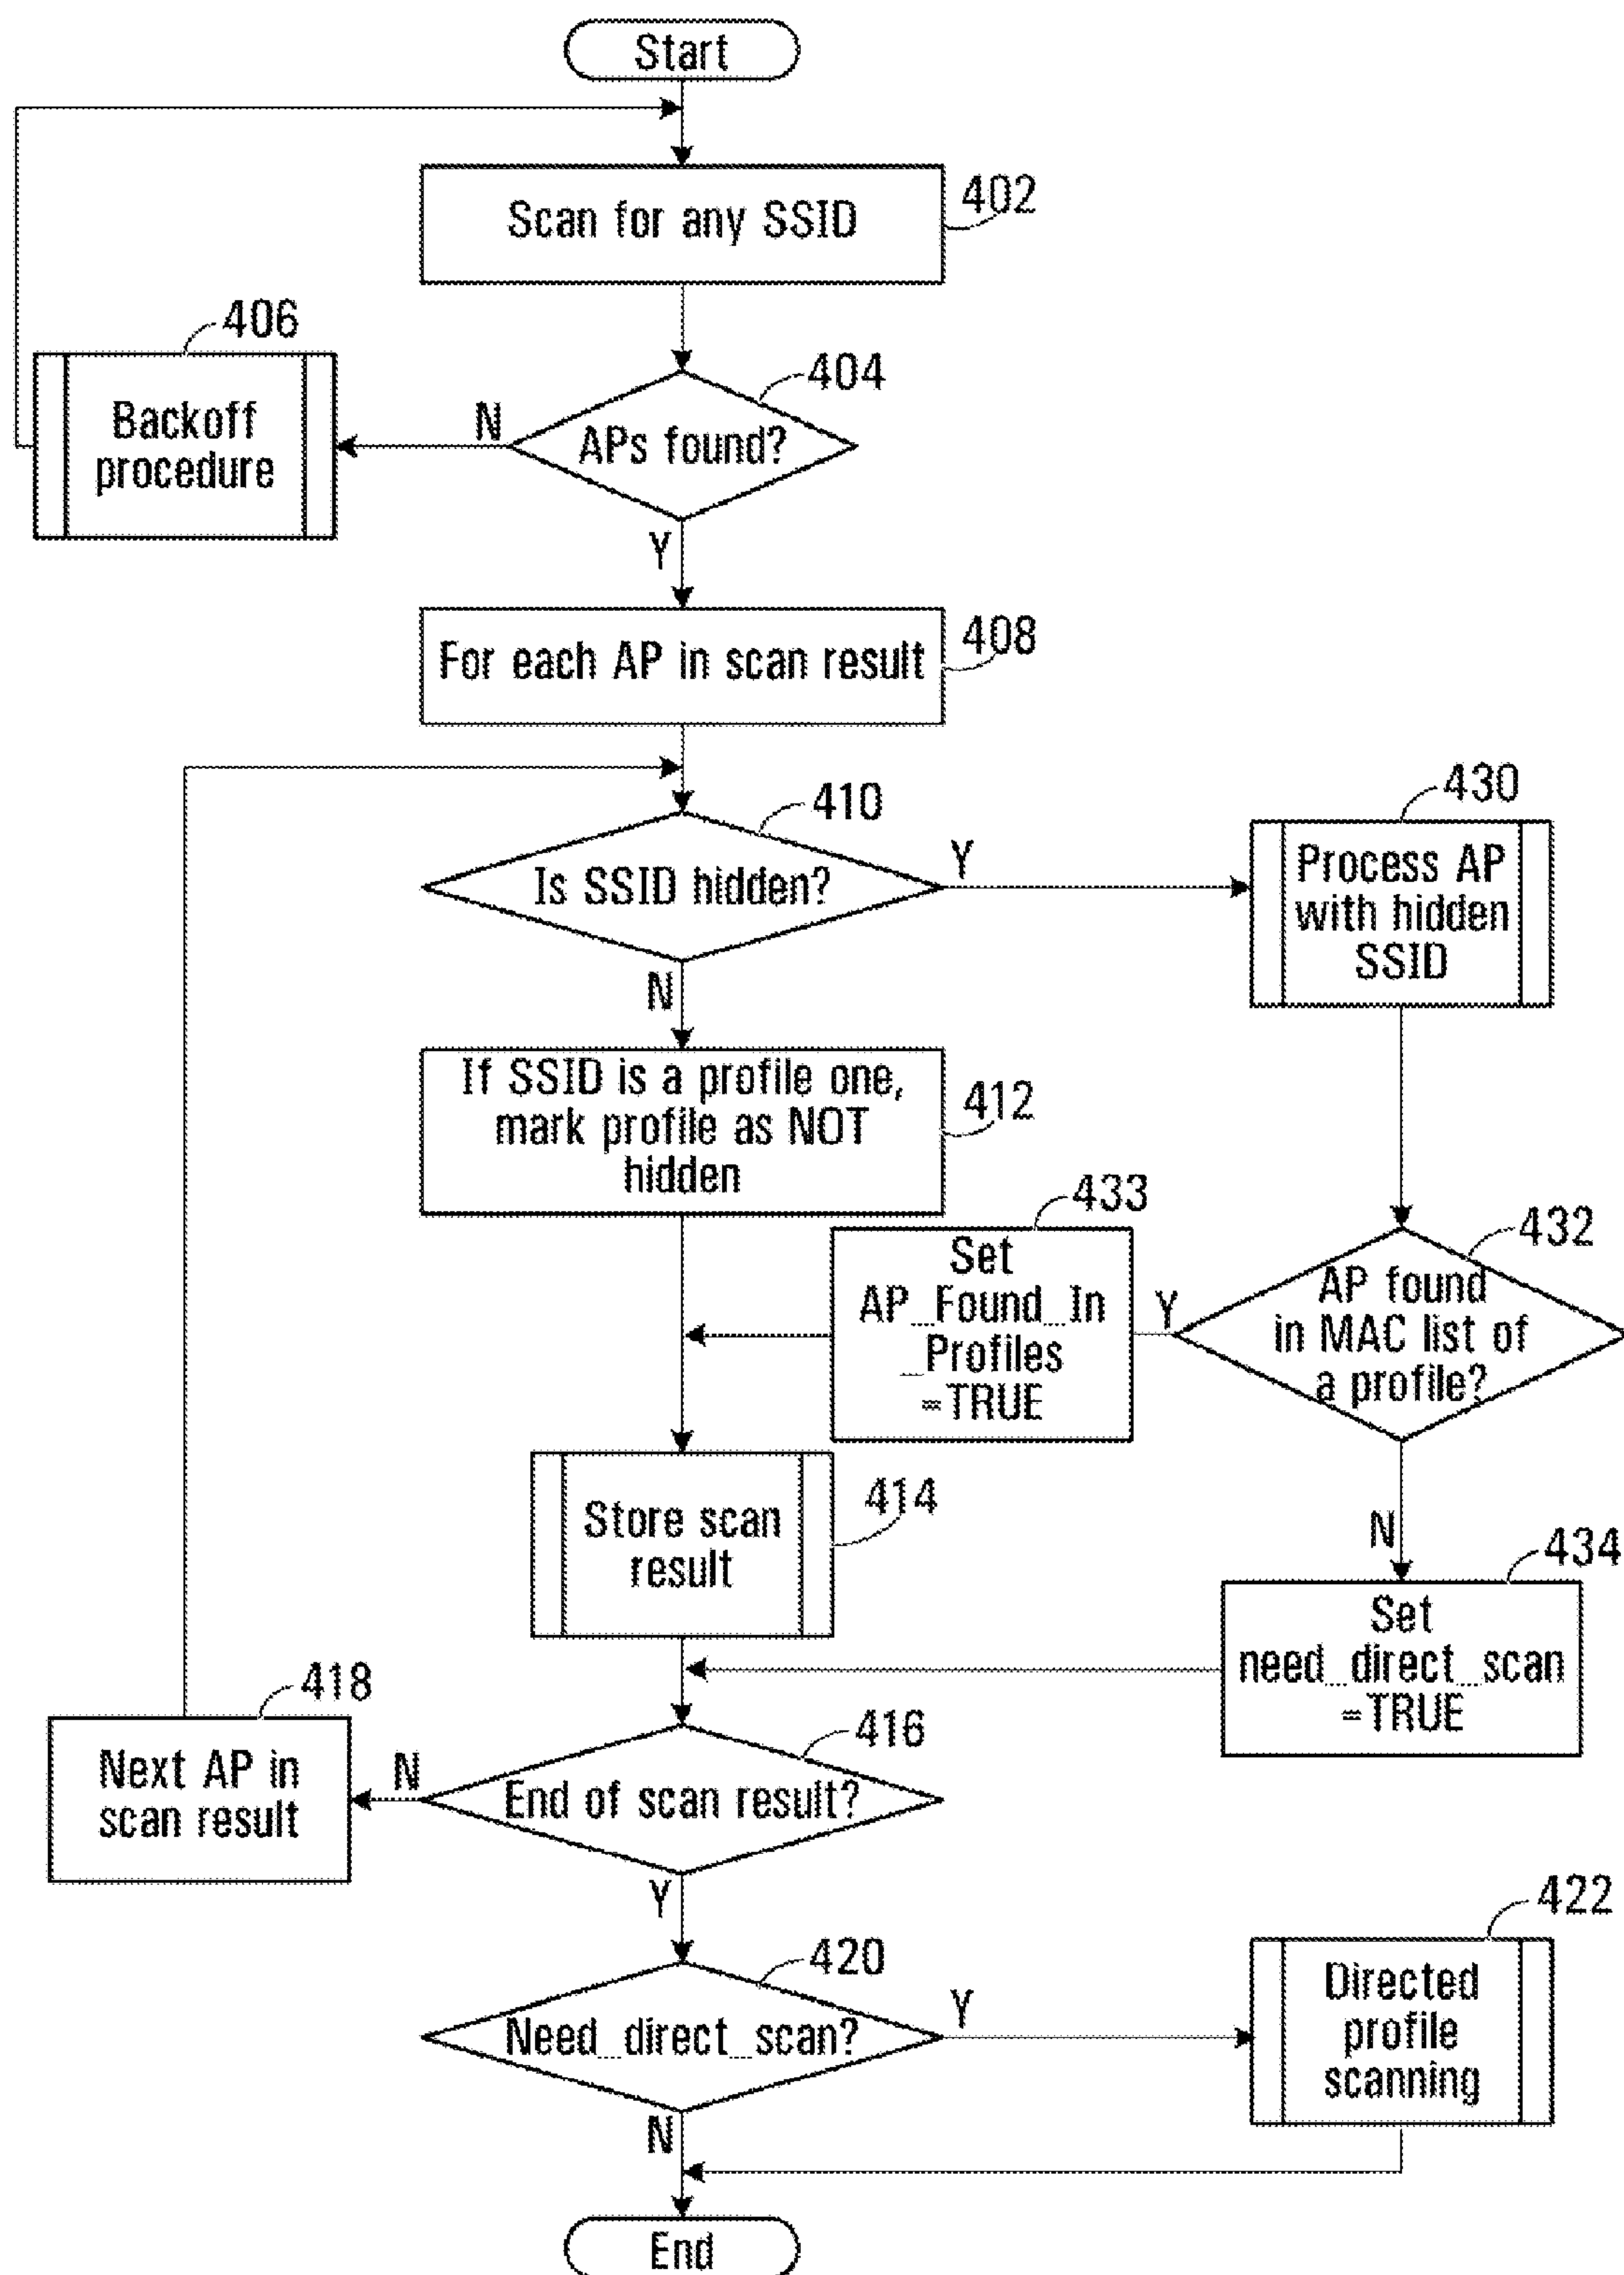 Start
Scan for any SSID
402
406
Backoff
procedure
N
APs found?
404
Y
For each AP in scan result
408
410
Is SSID hidden?
Y
430
Process AP
with hidden
SSID
N
If SSID is a profile one,
mark profile as NOT
hidden
412
433
Set
AP_Found_In
_Profiles
=TRUE
Y
432
AP found
in MAC list of
a profile?
Store scan
result
414
N
434
Set
need_direct_scan
=TRUE
418
Next AP in
scan result
N
416
End of scan result?
Y
420
Need_direct_scan?
Y
422
Directed
profile
scanning
N
End